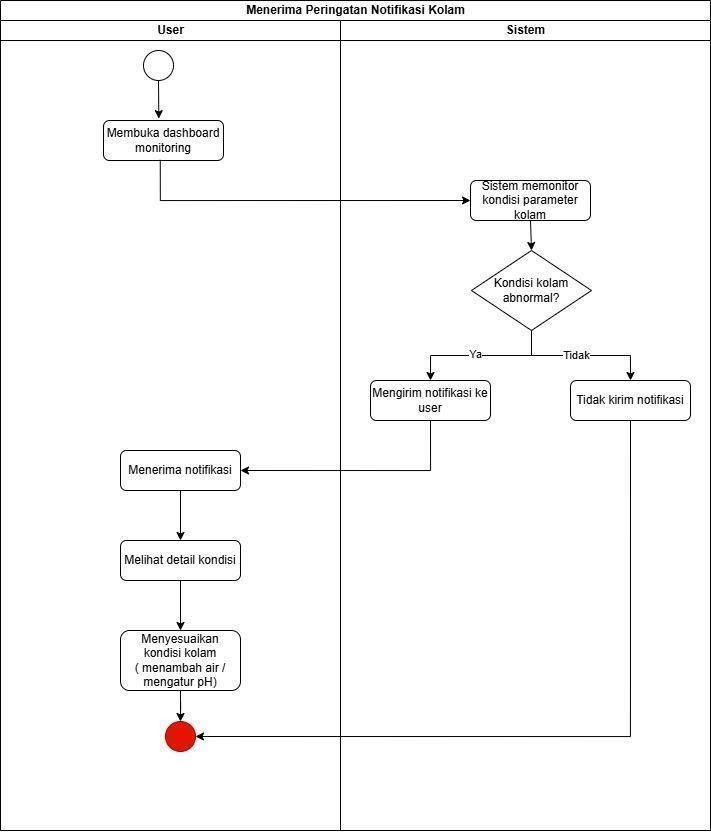 Menerima Peringatan Notifikasi Kolam
User
Sistem
Membuka dashboard
monitoring
Sistem memonitor
kondisi parameter
kolam
Kondisi kolam
abnormal?
Ya
Tidak
Mengirim notifikasi ke
user
Tidak kirim notifikasi
Menerima notifikasi
Melihat detail kondisi
Menyesuaikan
kondisi kolam
( menambah air /
mengatur pH)